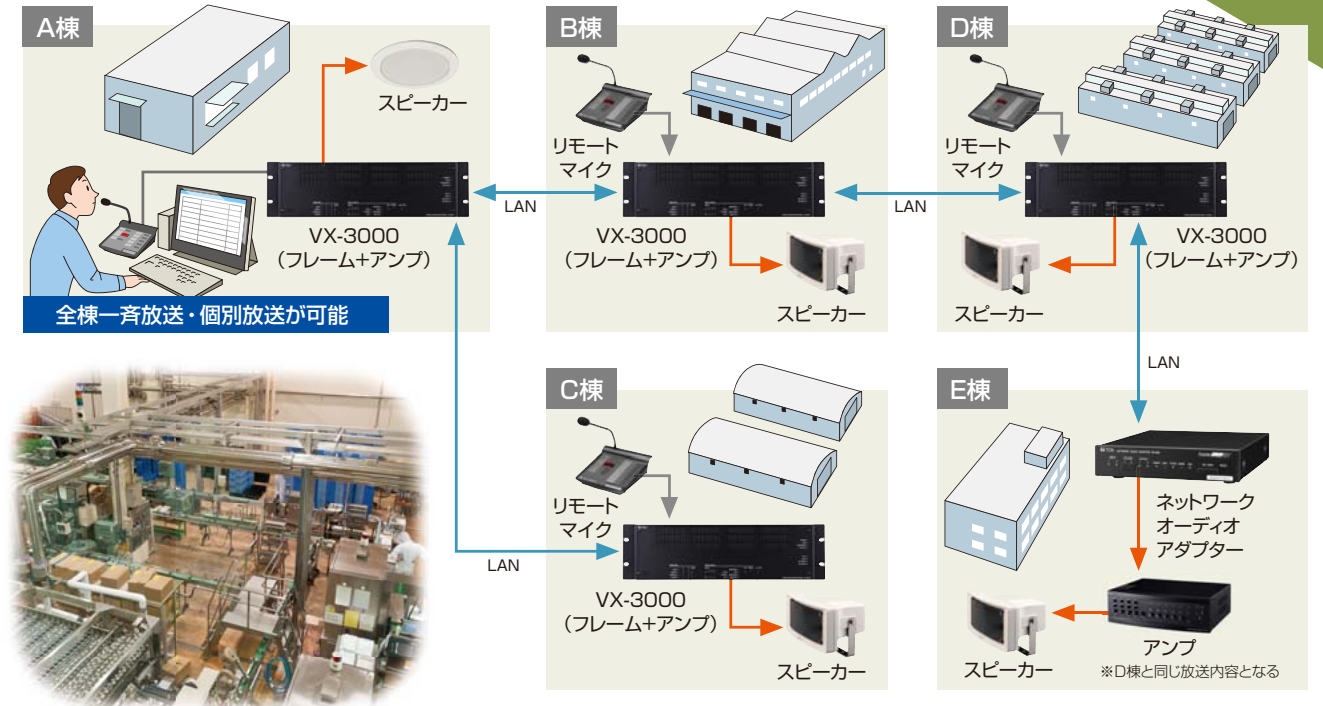 A棟
スピーカー
VX-3000
（フレーム+アンプ）
全棟一斉放送・個別放送が可能
LAN
B棟
リモート
マイク
VX-3000
（フレーム+アンプ）
スピーカー
LAN
D棟
リモート
マイク
VX-3000
（フレーム+アンプ）
スピーカー
LAN
C棟
リモート
マイク
LAN
VX-3000
（フレーム+アンプ）
スピーカー
E棟
ネットワーク
オーディオ
アダプター
アンプ
※D棟と同じ放送内容となる
スピーカー